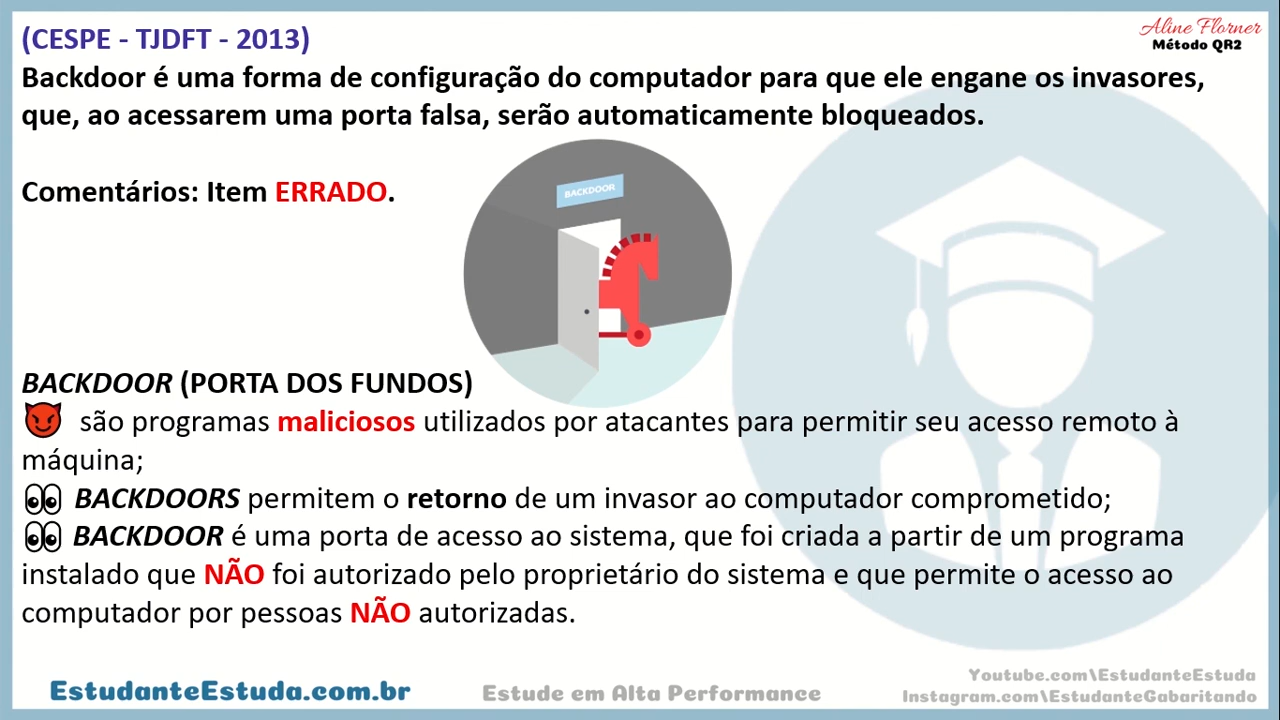 (CESPE - TJDFT - 2013)
Aline Florner
Método QR2
Backdoor é uma forma de configuração do computador para que ele engane os invasores,
que, ao acessarem uma porta falsa, serão automaticamente bloqueados.
Comentários: Item ERRADO.
BACKDOOR
BACKDOOR (PORTA DOS FUNDOS)
são programas maliciosos utilizados por atacantes para permitir seu acesso remoto à
máquina;
BACKDOORS permitem o retorno de um invasor ao computador comprometido;
BACKDOOR é uma porta de acesso ao sistema, que foi criada a partir de um programa
instalado que NÃO foi autorizado pelo proprietário do sistema e que permite o acesso ao
computador por pessoas NÃO autorizadas.
EstudanteEstuda.com.br
Estude em Alta Performance
Youtube.com\EstudanteEstuda
Instagram.com\EstudanteGabaritando